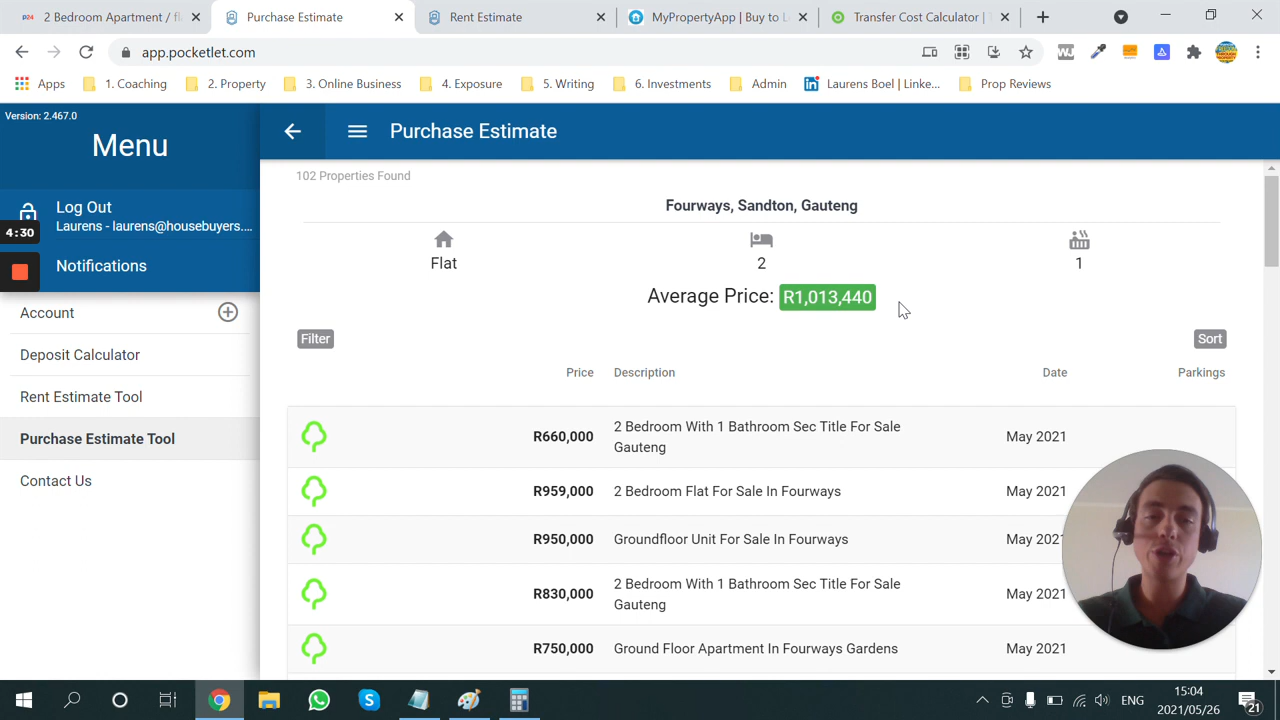 p24 2 Bedroom Apartment / fl
Purchase Estimate
Rent Estimate
MyPropertyApp | Buy to L
Transfer Cost Calculator | T
app.pocketlet.com
WJ
Apps
1. Coaching
2. Property
3. Online Business
4. Exposure
5. Writing
6. Investments
Admin
in Laurens Boel | Linke...
Prop Reviews
Version: 2.467.0
Menu
Log Out
Laurens - laurens@housebuyers....
4:30
Notifications
Account
Deposit Calculator
Rent Estimate Tool
Purchase Estimate Tool
Contact Us
Purchase Estimate
102 Properties Found
Fourways, Sandton, Gauteng
Flat 2 1
Average Price: R1,013,440
Filter Sort
Price Description Date Parkings
R660,000 2 Bedroom With 1 Bathroom Sec Title For Sale May 2021
Gauteng
R959,000 2 Bedroom Flat For Sale In Fourways May 2021
R950,000 Groundfloor Unit For Sale In Fourways May 2021
R830,000 2 Bedroom With 1 Bathroom Sec Title For Sale May 2021
Gauteng
R750,000 Ground Floor Apartment In Fourways Gardens May 2021
ENG
15:04
2021/05/26
21